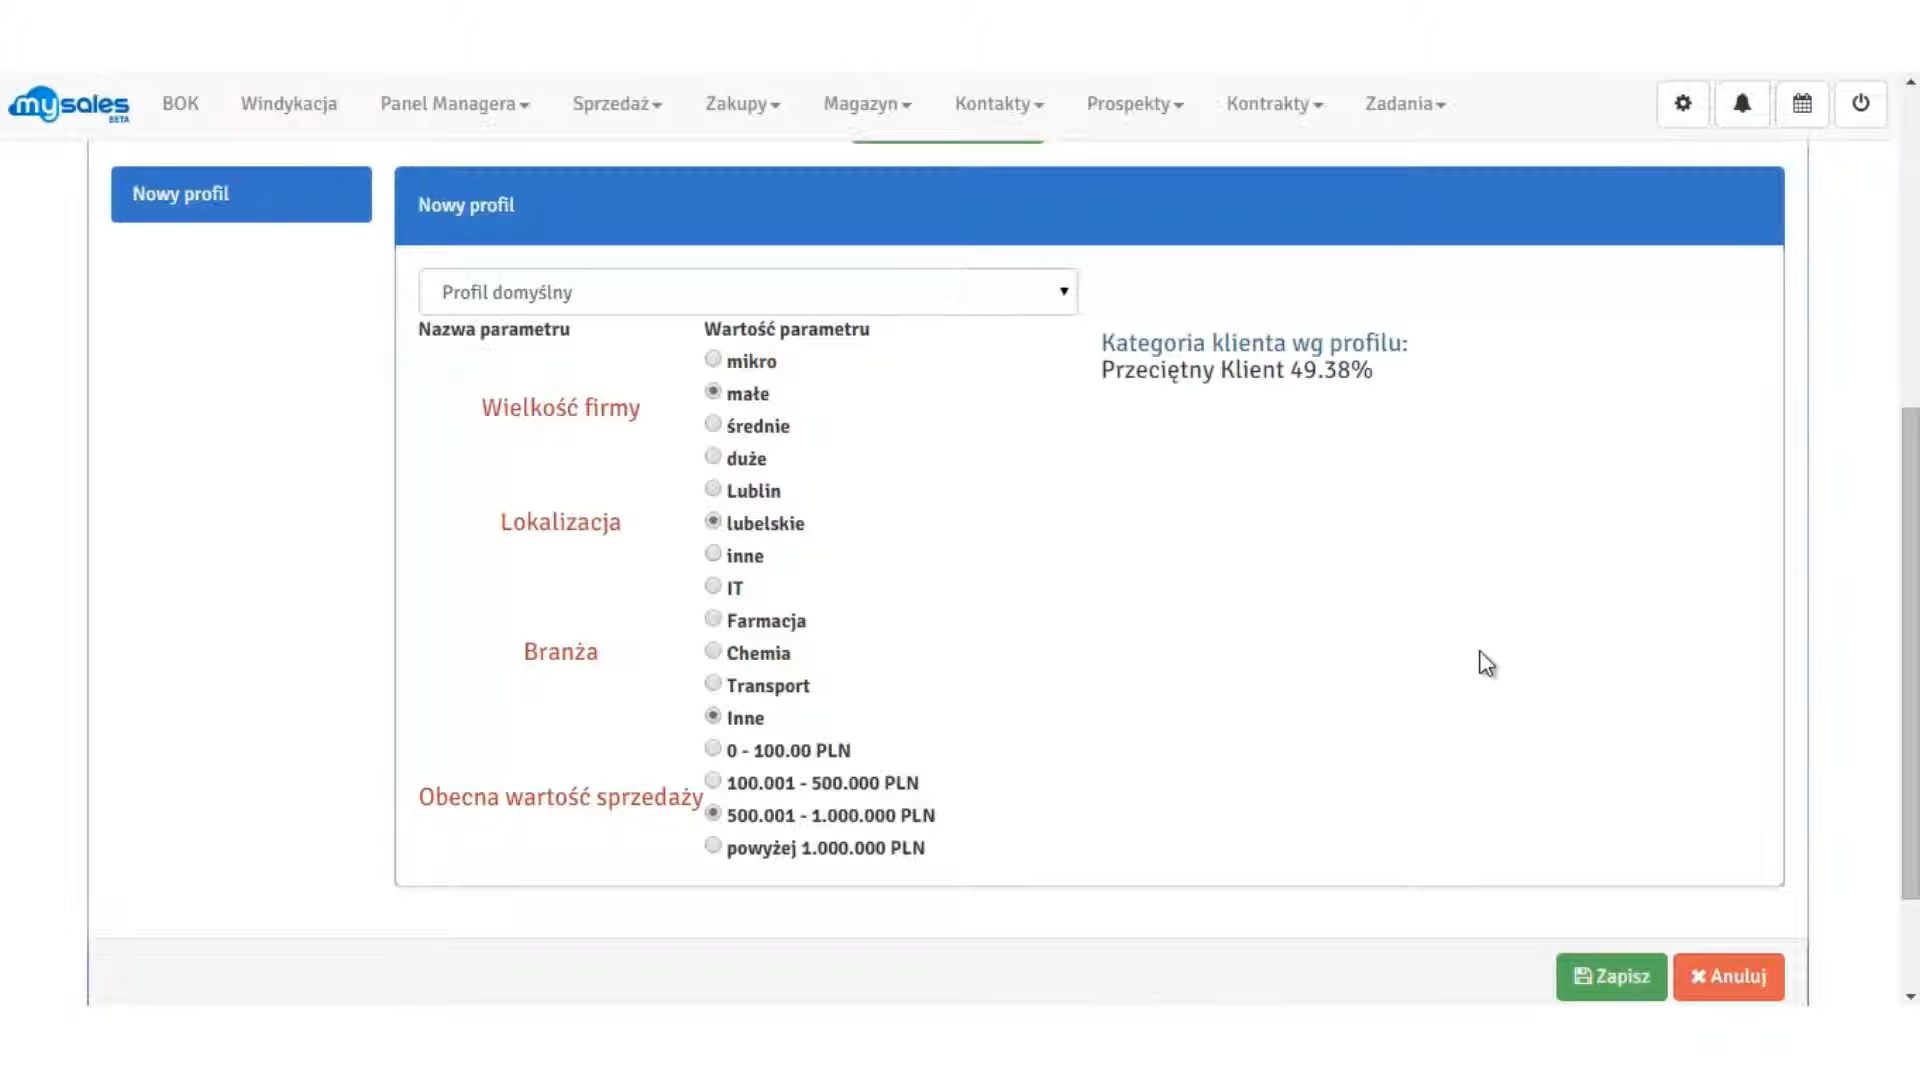 mysales BETA BOK Windykacja Panel Managera Sprzedaż Zakupy Magazyn Kontakty Prospekty Kontrakty Zadania
Nowy profil
Nowy profil
Profil domyślny
Nazwa parametru Wartość parametru
Kategoria klienta wg profilu:
Przeciętny Klient 49.38%
Wielkość firmy
mikro
małe
średnie
duże
Lokalizacja
Lublin
lubelskie
inne
Branża
IT
Farmacja
Chemia
Transport
Inne
Obecna wartość sprzedaży
0 - 100.00 PLN
100.001 - 500.000 PLN
500.001 - 1.000.000 PLN
powyżej 1.000.000 PLN
Zapisz Anuluj